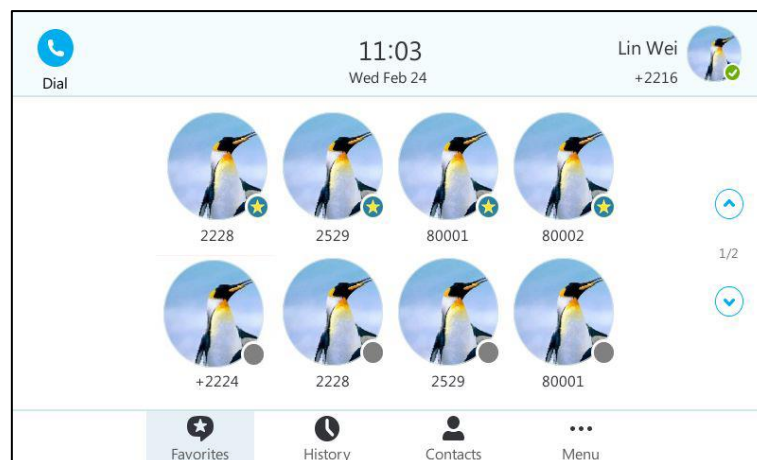 Dial
11:03
Wed Feb 24
Lin Wei
+2216
2228 2529 80001 80002
1/2
+2224 2228 2529 80001
Favorites History Contacts Menu